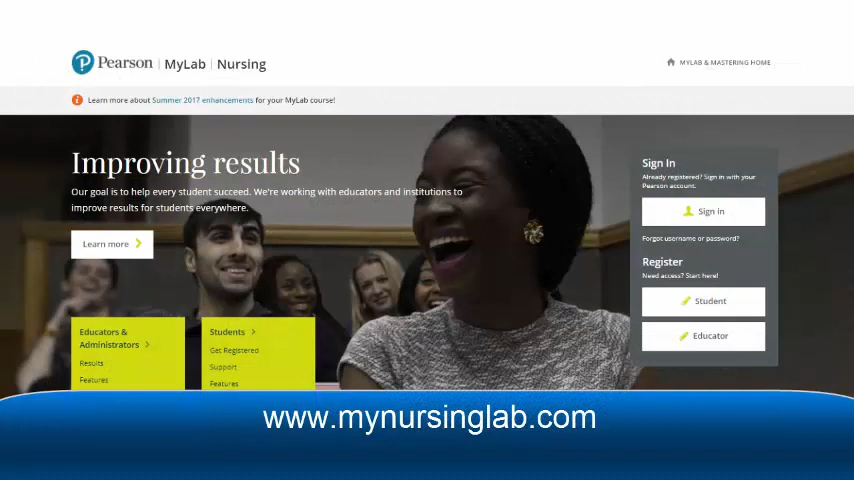 Pearson | MyLab | Nursing
MYLAB & MASTERING HOME
Learn more about Summer 2017 enhancements for your MyLab course!
Improving results
Our goal is to help every student succeed. We're working with educators and institutions to
improve results for students everywhere.
Learn more
Educators &
Administrators
Results
Features
Students
Get Registered
Support
Features
Sign In
Already registered? Sign in with your
Pearson account.
Sign in
Forgot username or password?
Register
Need access? Start here!
Student
Educator
www.mynursinglab.com